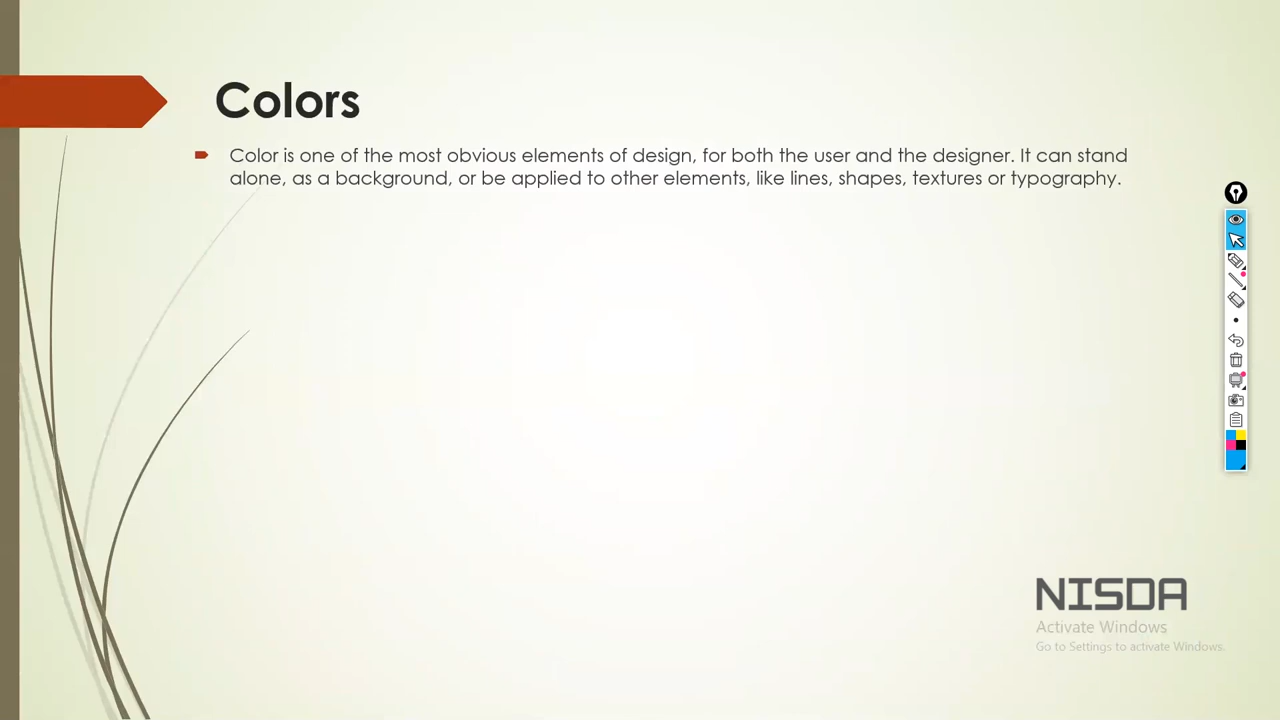 Colors
Color is one of the most obvious elements of design, for both the user and the designer. It can stand
alone, as a background, or be applied to other elements, like lines, shapes, textures or typography.
NISDA
Activate Windows
Go to Settings to activate Windows.